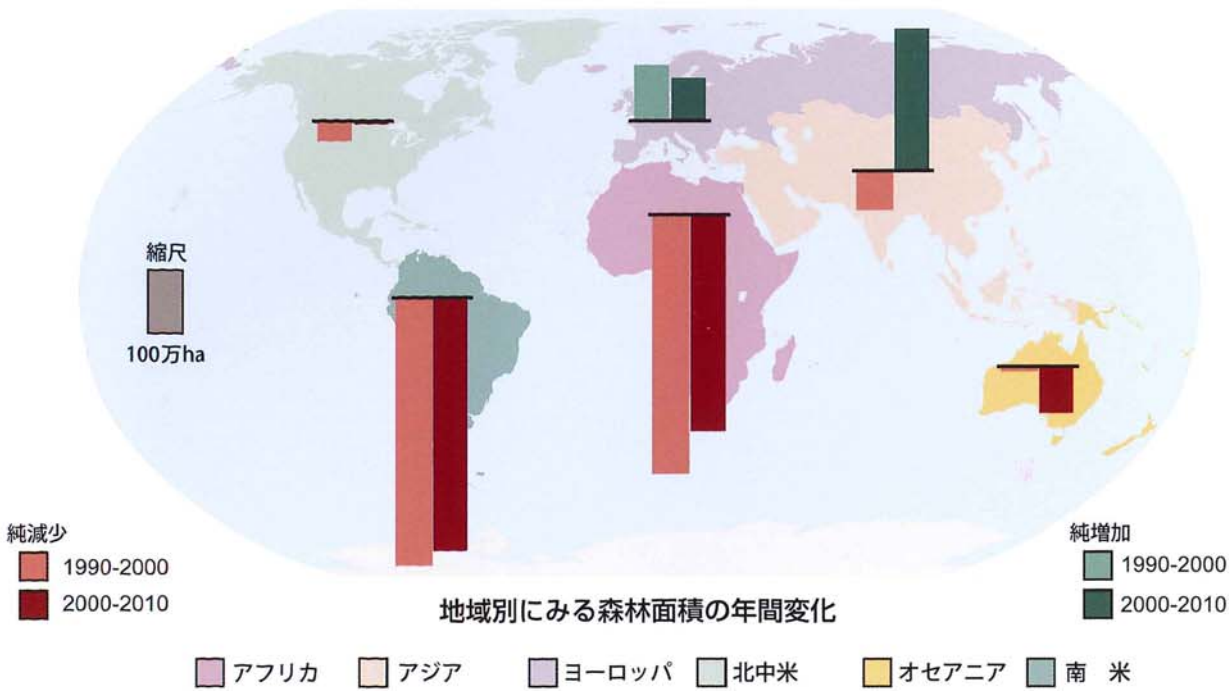 縮尺
100万ha
純減少
1990-2000
2000-2010
純増加
1990-2000
2000-2010
地域別にみる森林面積の年間変化
アフリカ
アジア
ヨーロッパ
北中米
オセアニア
南 米